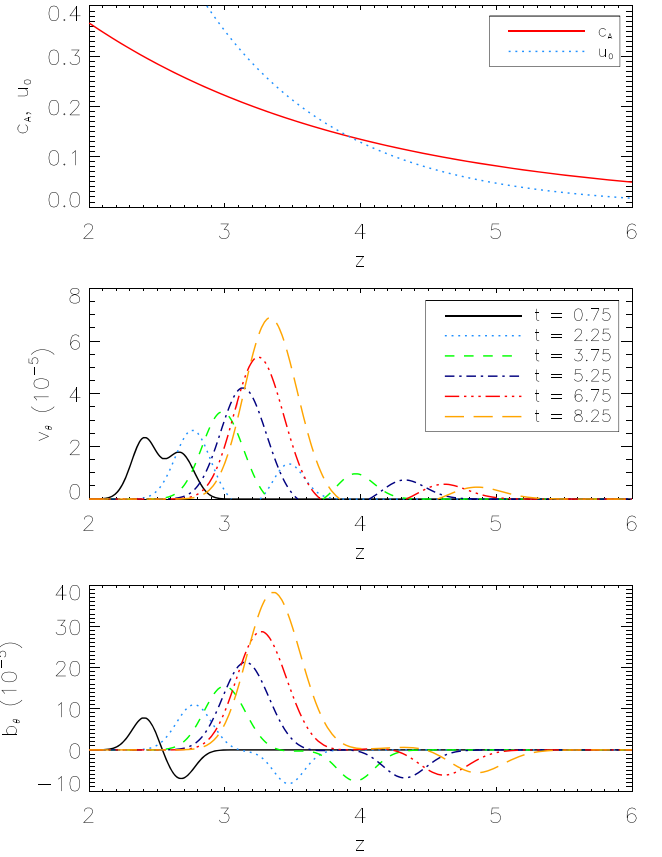 0.4
0.3
0.2
0.1
0.0
c_A, u_0
c_A
u_0
2 3 4 5 6
z
8
6
4
2
0
v_θ (10^-5)
t = 0.75
t = 2.25
t = 3.75
t = 5.25
t = 6.75
t = 8.25
2 3 4 5 6
z
40
30
20
10
0
-10
b_θ (10^-5)
2 3 4 5 6
z